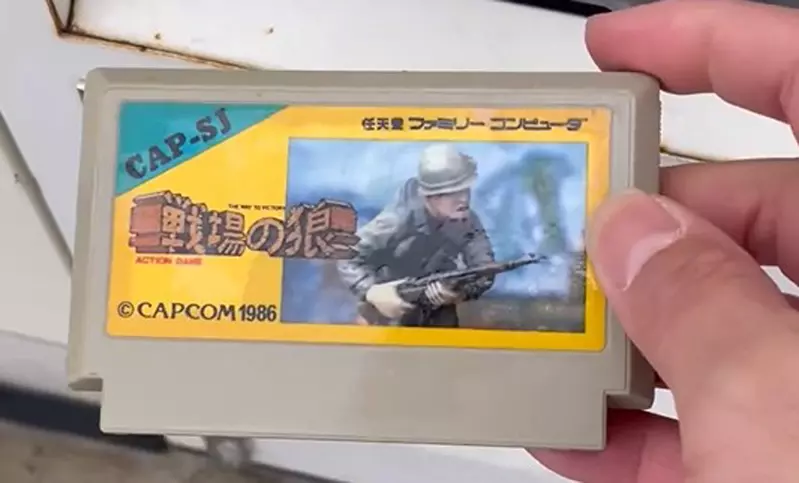 CAP-SJ
任天堂 ファミリーコンピュータ
THE WAY TO VICTORY
戦場の狼
ACTION GAME
© CAPCOM 1986